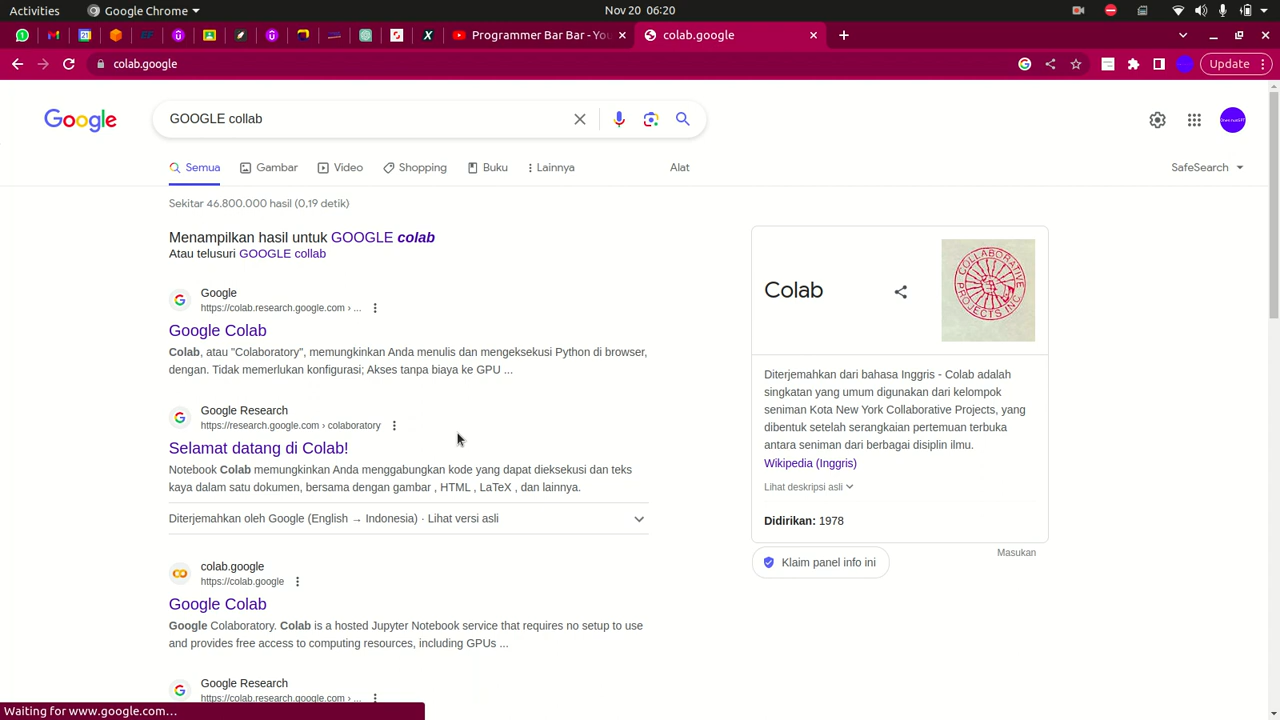 Activities
Google Chrome
Nov 20 06:20
Programmer Bar Bar - You
colab.google
colab.google
Update
Google
GOOGLE collab
Semua
Gambar
Video
Shopping
Buku
Lainnya
Alat
SafeSearch
Sekitar 46.800.000 hasil (0,19 detik)
Menampilkan hasil untuk GOOGLE colab
Atau telusuri GOOGLE collab
Google
https://colab.research.google.com › ...
Google Colab
Colab, atau "Colaboratory", memungkinkan Anda menulis dan mengeksekusi Python di browser,
dengan. Tidak memerlukan konfigurasi; Akses tanpa biaya ke GPU ...
Google Research
https://research.google.com › colaboratory
Selamat datang di Colab!
Notebook Colab memungkinkan Anda menggabungkan kode yang dapat dieksekusi dan teks
kaya dalam satu dokumen, bersama dengan gambar , HTML , LaTeX , dan lainnya.
Diterjemahkan oleh Google (English → Indonesia) · Lihat versi asli
colab.google
https://colab.google
Google Colab
Google Colaboratory. Colab is a hosted Jupyter Notebook service that requires no setup to use
and provides free access to computing resources, including GPUs ...
Google Research
https://colab.research.google.com › ...
Colab
COLLABORATIVE PROJECTS INC
Diterjemahkan dari bahasa Inggris - Colab adalah
singkatan yang umum digunakan dari kelompok
seniman Kota New York Collaborative Projects, yang
dibentuk setelah serangkaian pertemuan terbuka
antara seniman dari berbagai disiplin ilmu.
Wikipedia (Inggris)
Lihat deskripsi asli
Didirikan: 1978
Masukan
Klaim panel info ini
Waiting for www.google.com...